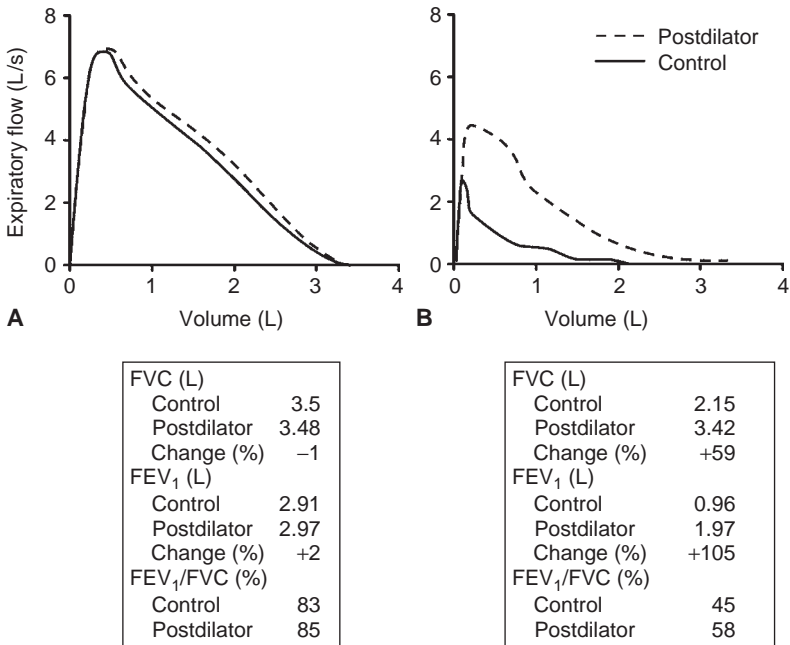 8
6
4
2
0
Expiratory flow (L/s)
0
1
2
3
4
Volume (L)
A
8
6
4
2
0
Postdilator
Control
0
1
2
3
4
Volume (L)
B
FVC (L)
Control 3.5
Postdilator 3.48
Change (%) −1
FEV₁ (L)
Control 2.91
Postdilator 2.97
Change (%) +2
FEV₁/FVC (%)
Control 83
Postdilator 85
FVC (L)
Control 2.15
Postdilator 3.42
Change (%) +59
FEV₁ (L)
Control 0.96
Postdilator 1.97
Change (%) +105
FEV₁/FVC (%)
Control 45
Postdilator 58